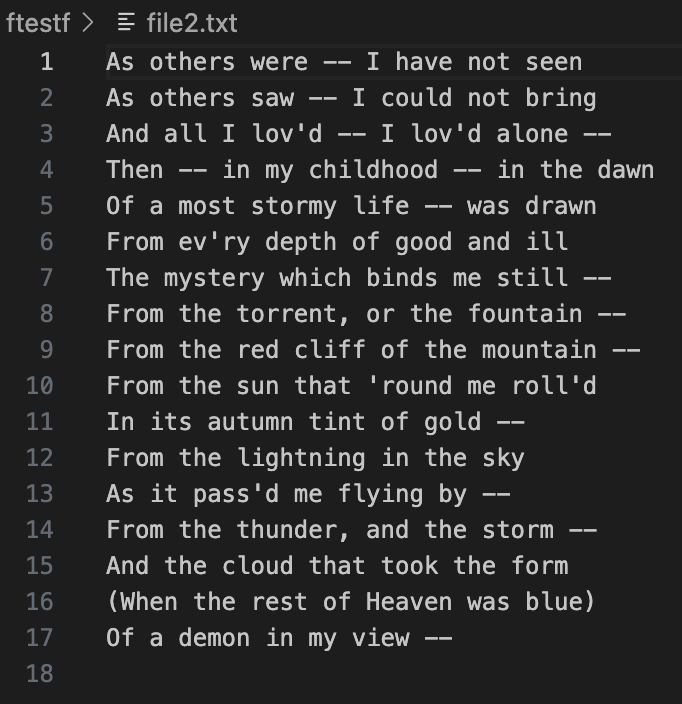 ftestf > file2.txt
1 As others were -- I have not seen
2 As others saw -- I could not bring
3 And all I lov'd -- I lov'd alone --
4 Then -- in my childhood -- in the dawn
5 Of a most stormy life -- was drawn
6 From ev'ry depth of good and ill
7 The mystery which binds me still --
8 From the torrent, or the fountain --
9 From the red cliff of the mountain --
10 From the sun that 'round me roll'd
11 In its autumn tint of gold --
12 From the lightning in the sky
13 As it pass'd me flying by --
14 From the thunder, and the storm --
15 And the cloud that took the form
16 (When the rest of Heaven was blue)
17 Of a demon in my view --
18